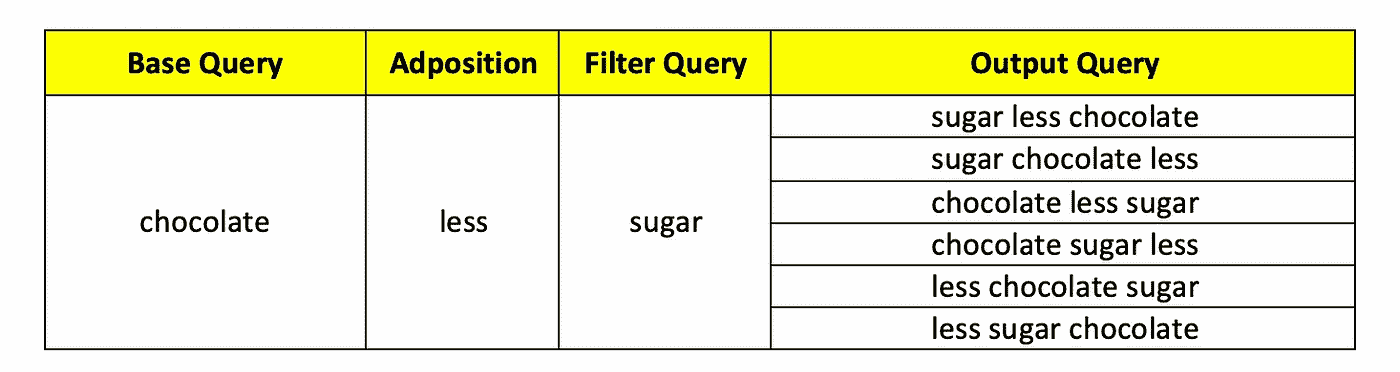 Base Query Adposition Filter Query Output Query
sugar less chocolate
sugar chocolate less
chocolate less sugar
chocolate less sugar
chocolate sugar less
less chocolate sugar
less sugar chocolate